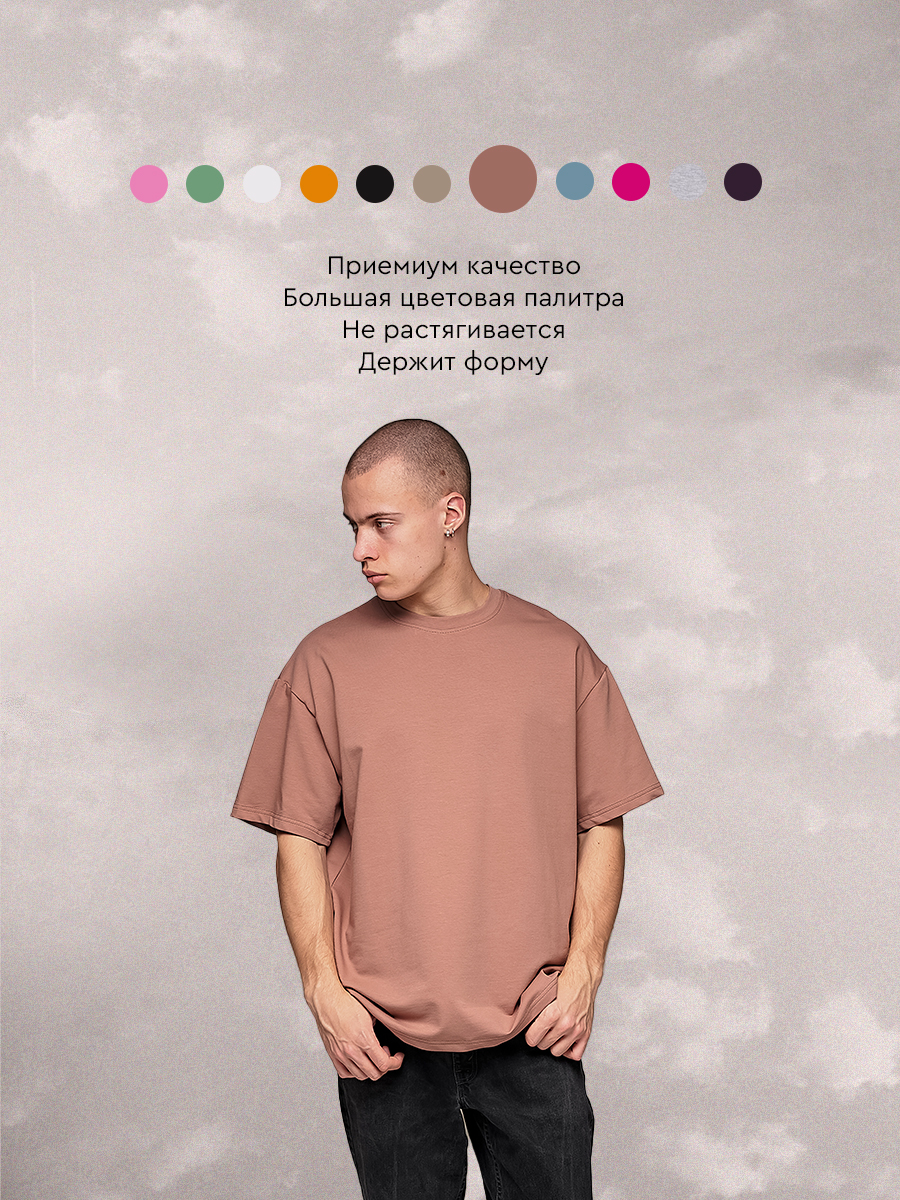 Приемиум качество
Большая цветовая палитра
Не растягивается
Держит форму